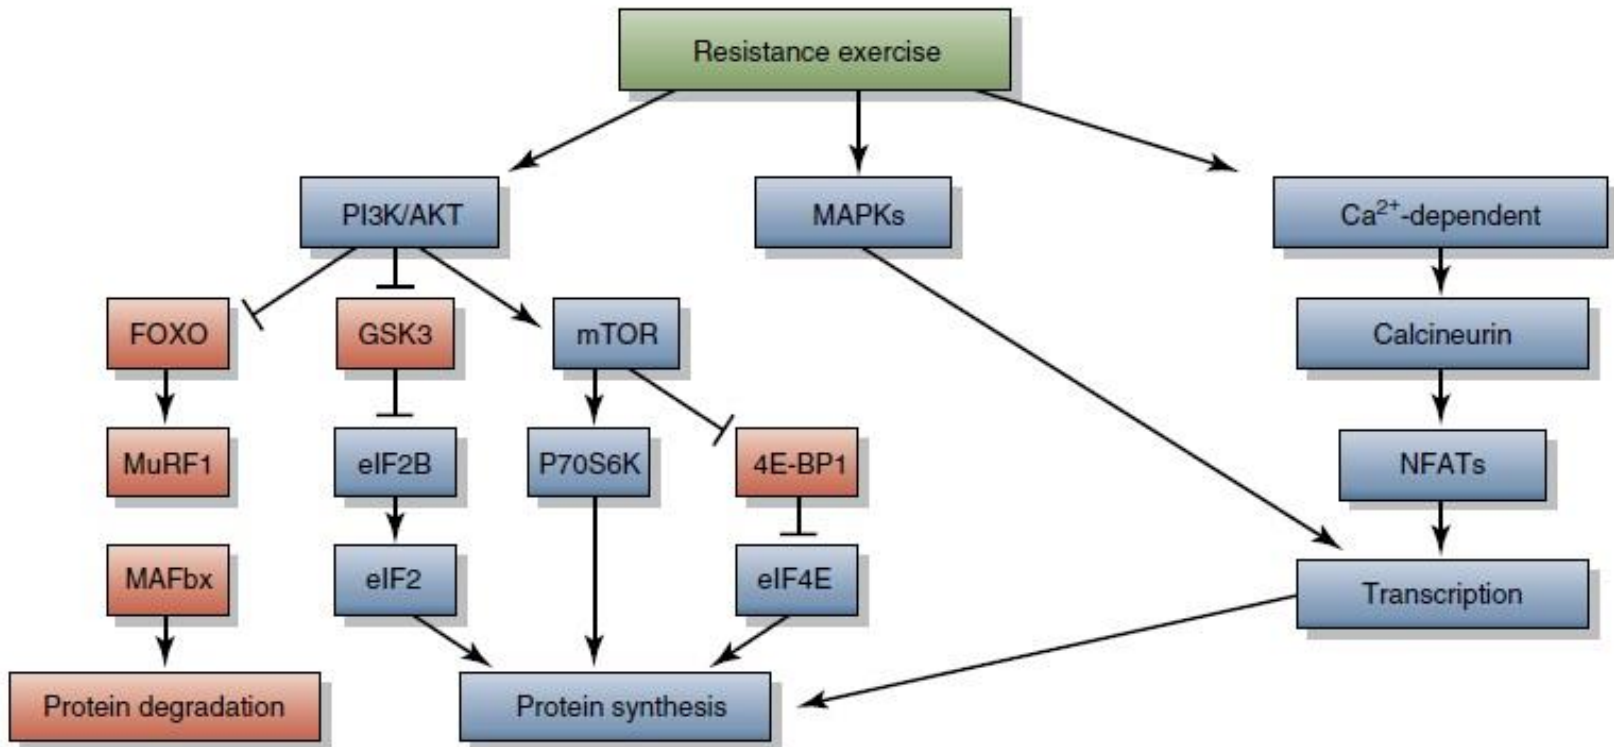 Resistance exercise
PI3K/AKT
MAPKs
Ca²⁺-dependent
FOXO
GSK3
mTOR
Calcineurin
MuRF1
eIF2B
P70S6K
4E-BP1
NFATs
MAFbx
eIF2
eIF4E
Transcription
Protein degradation
Protein synthesis